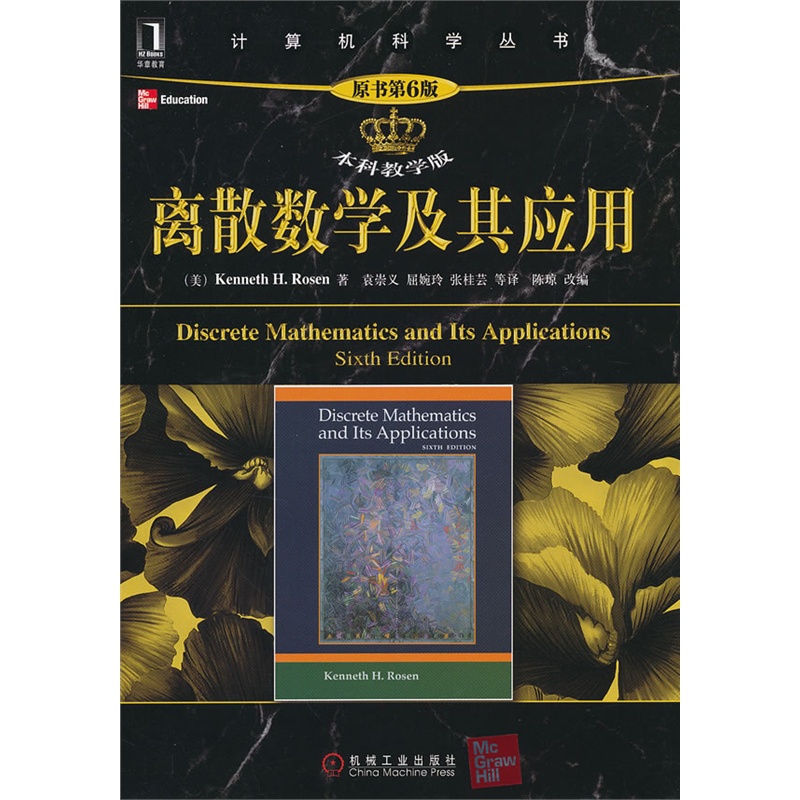 计算机科学丛书
HZ BOOKS
华章教育
Mc Graw Hill Education
原书第6版
本科教学版
离散数学及其应用
(美) Kenneth H. Rosen 著 袁崇义 屈婉玲 张桂芸 等译 陈琼 改编
Discrete Mathematics and Its Applications
Sixth Edition
Discrete Mathematics
and Its Applications
SIXTH EDITION
Kenneth H. Rosen
机械工业出版社
China Machine Press
Mc
Graw
Hill